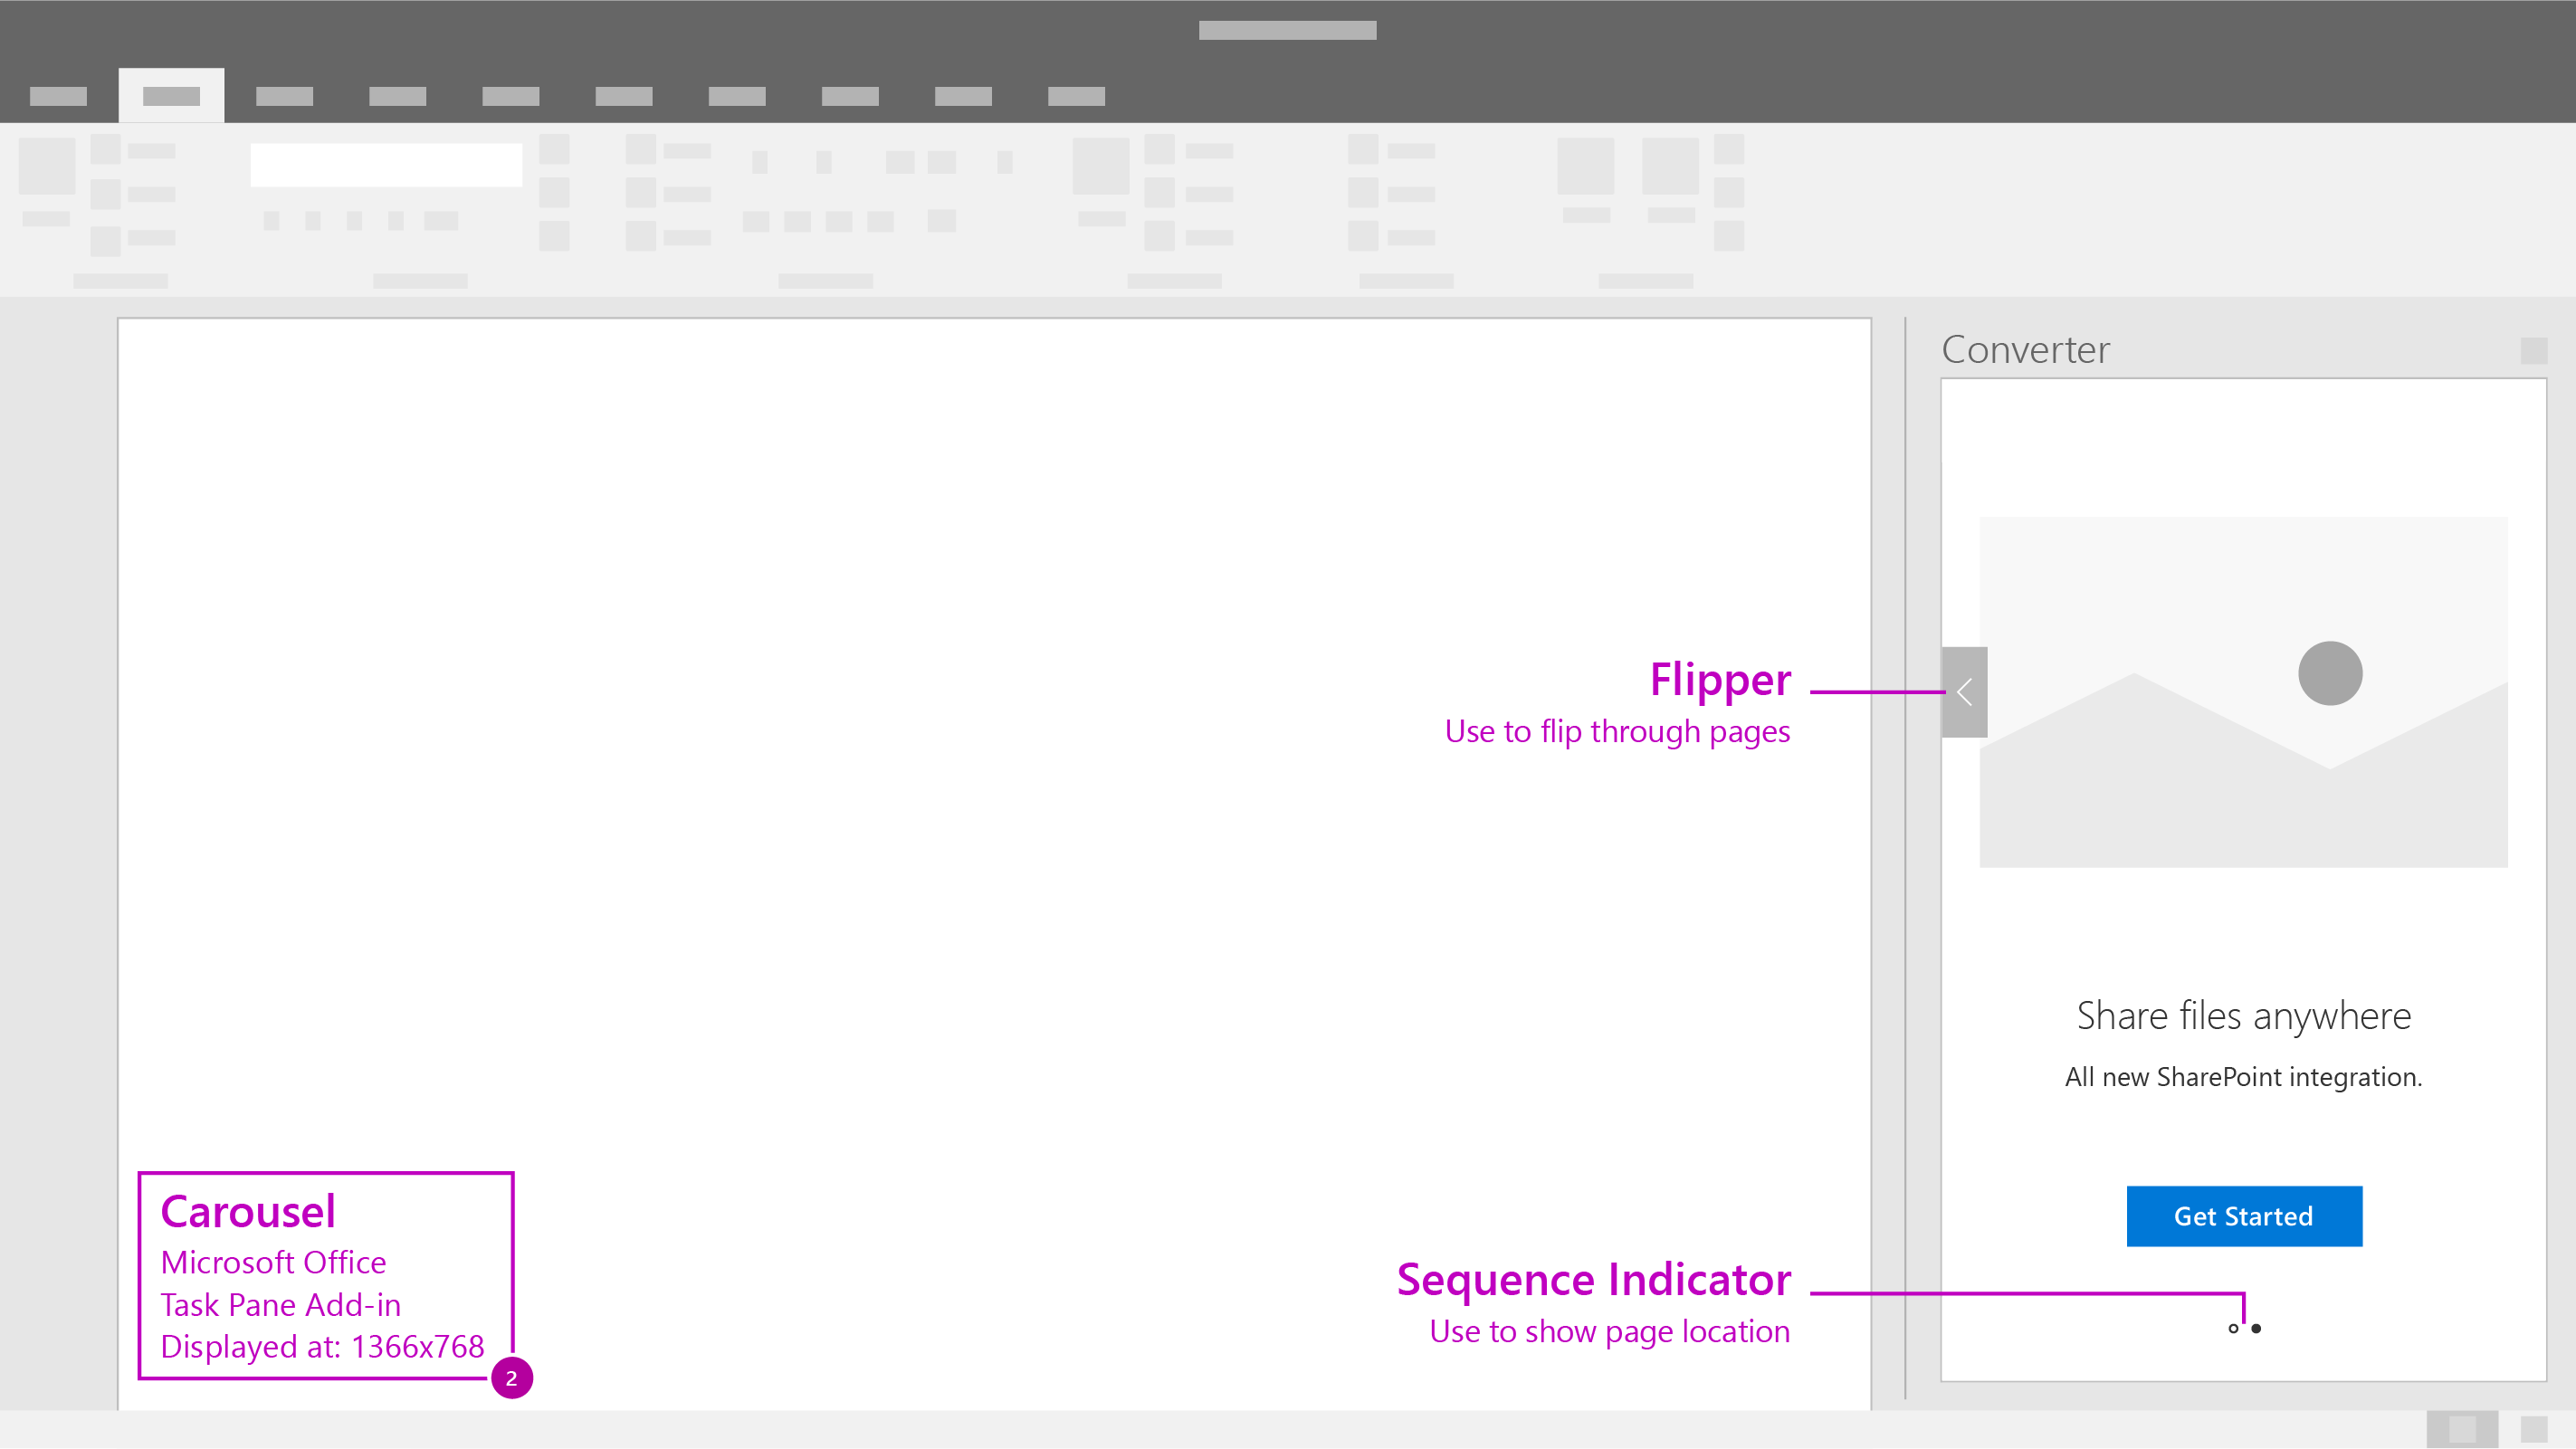 Converter
Flipper
Use to flip through pages
Share files anywhere
All new SharePoint integration.
Get Started
Carousel
Microsoft Office
Task Pane Add-in
Displayed at: 1366x768
2
Sequence Indicator
Use to show page location